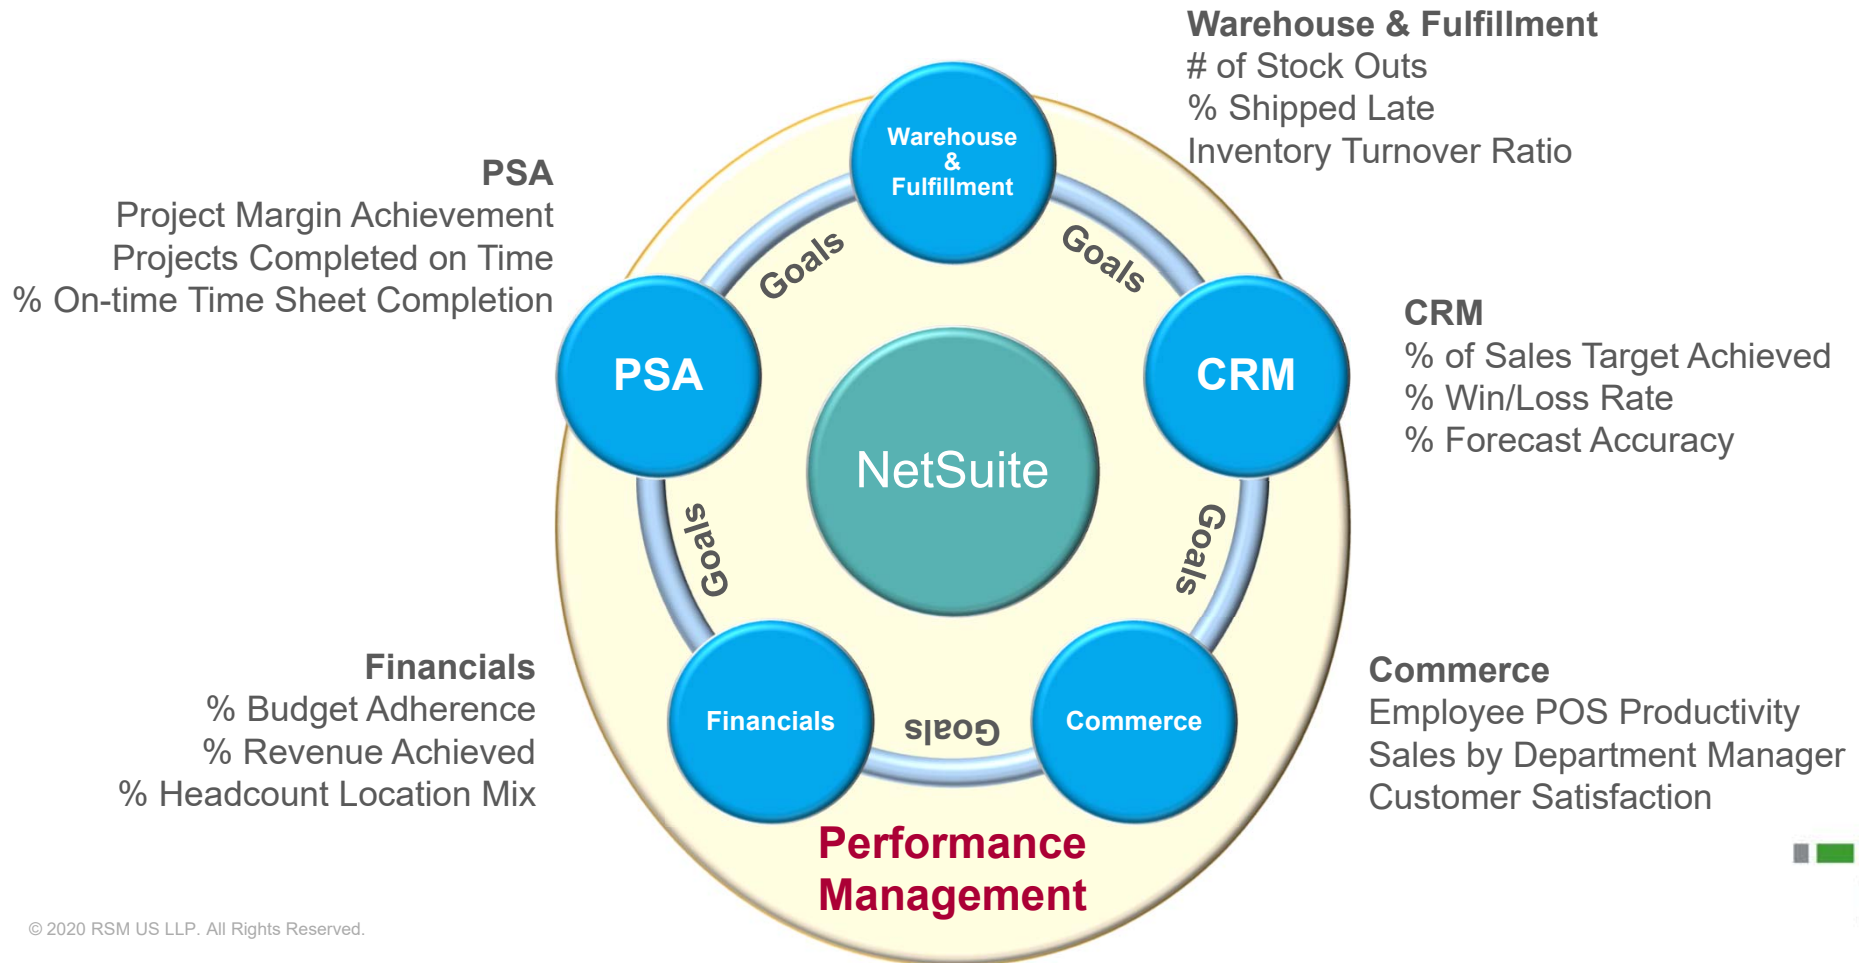 Warehouse & Fulfillment
# of Stock Outs
% Shipped Late
Inventory Turnover Ratio
Warehouse
&
Fulfillment
PSA
Project Margin Achievement
Projects Completed on Time
% On-time Time Sheet Completion
Goals
Goals
PSA
CRM
CRM
% of Sales Target Achieved
% Win/Loss Rate
% Forecast Accuracy
NetSuite
Goals
Goals
Financials
% Budget Adherence
% Revenue Achieved
% Headcount Location Mix
Financials
Goals
Commerce
Commerce
Employee POS Productivity
Sales by Department Manager
Customer Satisfaction
Performance
Management
© 2020 RSM US LLP. All Rights Reserved.